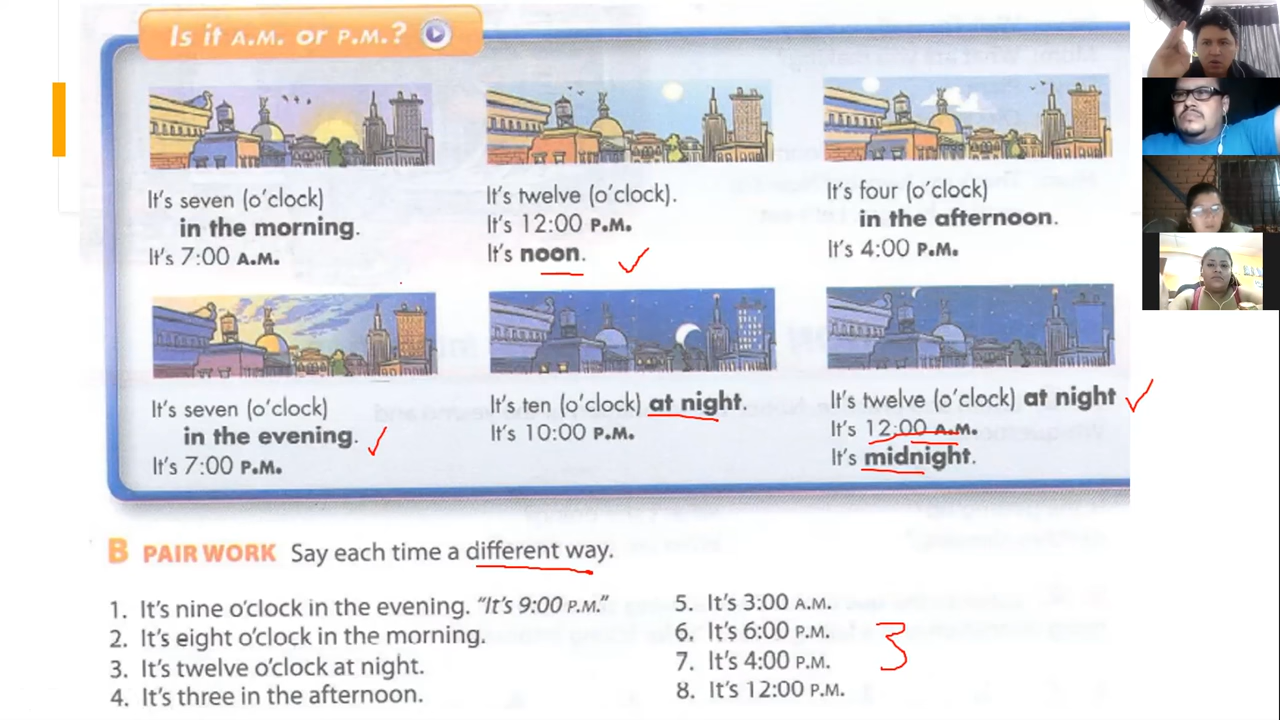 Is it A.M. or P.M.?
It's seven (o'clock)
in the morning.
It's 7:00 A.M.
It's twelve (o'clock).
It's 12:00 P.M.
It's noon.
It's four (o'clock)
in the afternoon.
It's 4:00 P.M.
It's seven (o'clock)
in the evening.
It's 7:00 P.M.
It's ten (o'clock) at night.
It's 10:00 P.M.
It's twelve (o'clock) at night
It's 12:00 A.M.
It's midnight.
B PAIR WORK Say each time a different way.
1. It's nine o'clock in the evening. "It's 9:00 P.M."
2. It's eight o'clock in the morning.
3. It's twelve o'clock at night.
4. It's three in the afternoon.
5. It's 3:00 A.M.
6. It's 6:00 P.M.
7. It's 4:00 P.M.
8. It's 12:00 P.M.
3